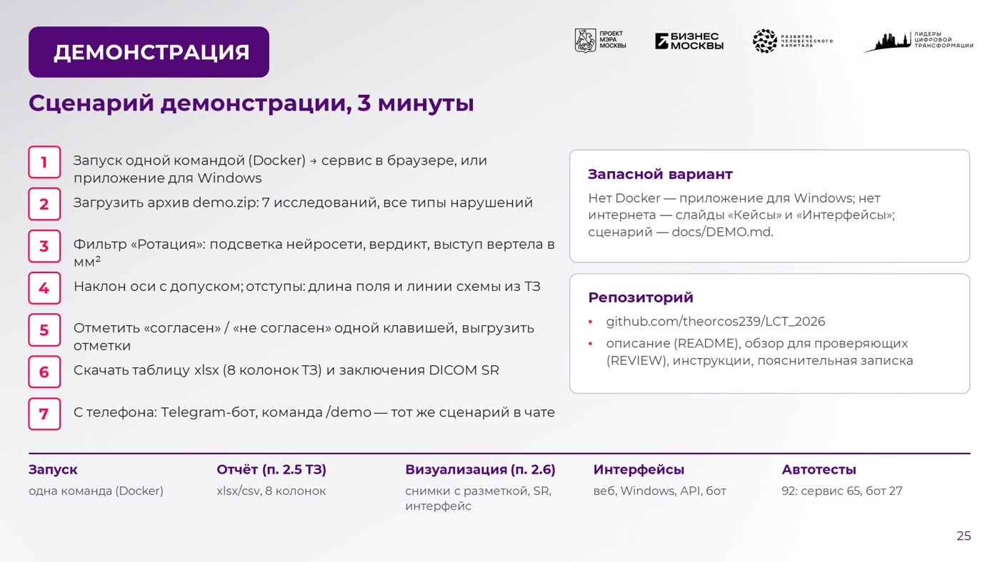 ДЕМОНСТРАЦИЯ
ПРОЕКТ
МЭРА
МОСКВЫ
БИЗНЕС
МОСКВЫ
РАЗВИТИЕ
ЧЕЛОВЕЧЕСКОГО
КАПИТАЛА
ЛИДЕРЫ
ЦИФРОВОЙ
ТРАНСФОРМАЦИИ
Сценарий демонстрации, 3 минуты
1
Запуск одной командой (Docker) → сервис в браузере, или
приложение для Windows
2
Загрузить архив demo.zip: 7 исследований, все типы нарушений
3
Фильтр «Ротация»: подсветка нейросети, вердикт, выступ вертела в
мм²
4
Наклон оси с допуском; отступы: длина поля и линии схемы из ТЗ
5
Отметить «согласен» / «не согласен» одной клавишей, выгрузить
отметки
6
Скачать таблицу xlsx (8 колонок ТЗ) и заключения DICOM SR
7
С телефона: Telegram-бот, команда /demo — тот же сценарий в чате
Запасной вариант
Нет Docker — приложение для Windows; нет
интернета — слайды «Кейсы» и «Интерфейсы»;
сценарий — docs/DEMO.md.
Репозиторий
▪ github.com/theorcos239/LCT_2026
▪ описание (README), обзор для проверяющих
(REVIEW), инструкции, пояснительная записка
Запуск
одна команда (Docker)
Отчёт (п. 2.5 ТЗ)
xlsx/csv, 8 колонок
Визуализация (п. 2.6)
снимки с разметкой, SR,
интерфейс
Интерфейсы
веб, Windows, API, бот
Автотесты
92: сервис 65, бот 27
25